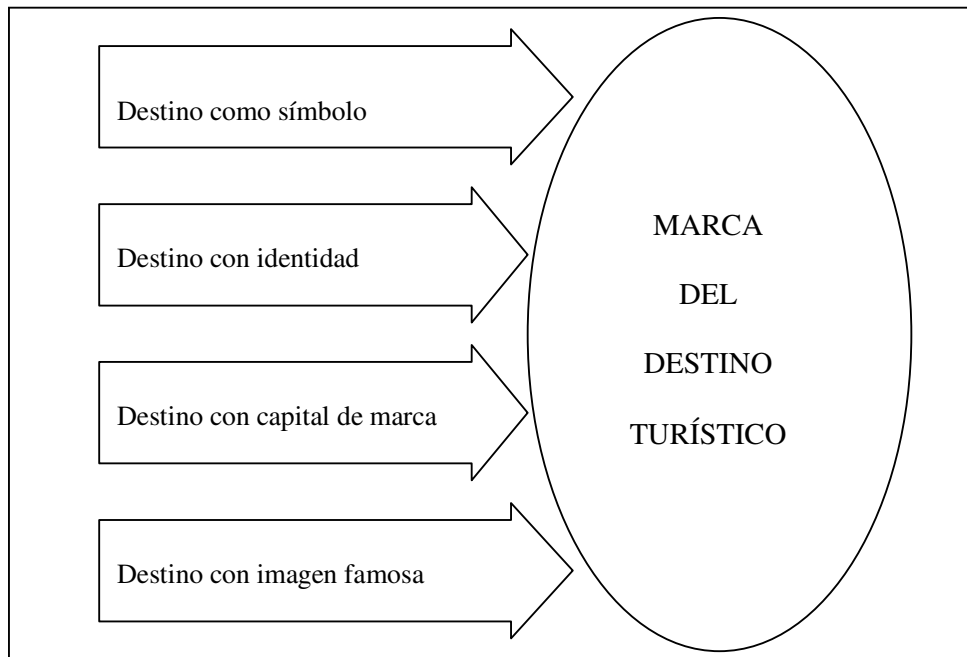 Destino como símbolo
Destino con identidad
Destino con capital de marca
Destino con imagen famosa
MARCA
DEL
DESTINO
TURÍSTICO